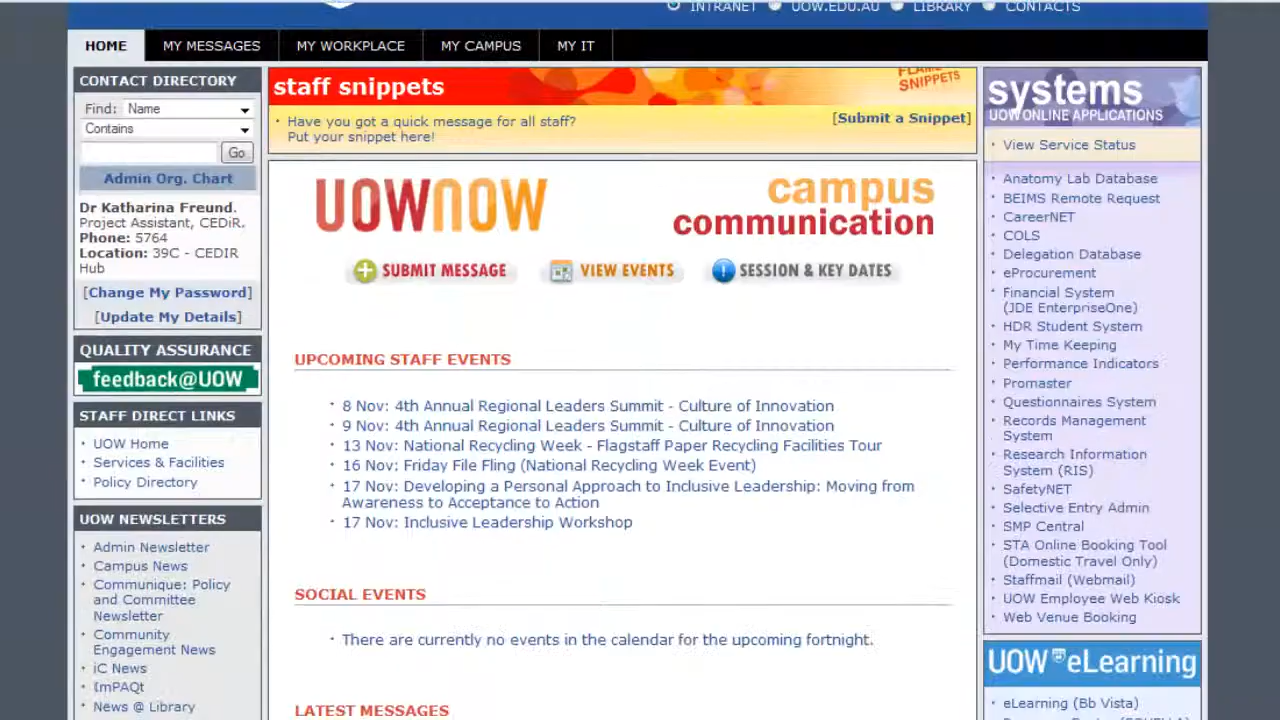 INTRANET UOW.EDU.AU LIBRARY CONTACTS
HOME MY MESSAGES MY WORKPLACE MY CAMPUS MY IT
CONTACT DIRECTORY
Find: Name
Contains
Go
Admin Org. Chart
Dr Katharina Freund.
Project Assistant, CEDiR.
Phone: 5764
Location: 39C - CEDIR
Hub
[Change My Password]
[Update My Details]
QUALITY ASSURANCE
feedback@UOW
STAFF DIRECT LINKS
UOW Home
Services & Facilities
Policy Directory
UOW NEWSLETTERS
Admin Newsletter
Campus News
Communique: Policy
and Committee
Newsletter
Community
Engagement News
iC News
ImPAQt
News @ Library
staff snippets
SNIPPETS
Have you got a quick message for all staff?
Put your snippet here!
[Submit a Snippet]
UOWNOW
campus
communication
SUBMIT MESSAGE VIEW EVENTS SESSION & KEY DATES
UPCOMING STAFF EVENTS
8 Nov: 4th Annual Regional Leaders Summit - Culture of Innovation
9 Nov: 4th Annual Regional Leaders Summit - Culture of Innovation
13 Nov: National Recycling Week - Flagstaff Paper Recycling Facilities Tour
16 Nov: Friday File Fling (National Recycling Week Event)
17 Nov: Developing a Personal Approach to Inclusive Leadership: Moving from
Awareness to Acceptance to Action
17 Nov: Inclusive Leadership Workshop
SOCIAL EVENTS
There are currently no events in the calendar for the upcoming fortnight.
LATEST MESSAGES
systems
UOW ONLINE APPLICATIONS
View Service Status
Anatomy Lab Database
BEIMS Remote Request
CareerNET
COLS
Delegation Database
eProcurement
Financial System
(JDE EnterpriseOne)
HDR Student System
My Time Keeping
Performance Indicators
Promaster
Questionnaires System
Records Management
System
Research Information
System (RIS)
SafetyNET
Selective Entry Admin
SMP Central
STA Online Booking Tool
(Domestic Travel Only)
Staffmail (Webmail)
UOW Employee Web Kiosk
Web Venue Booking
UOW eLearning
eLearning (Bb Vista)